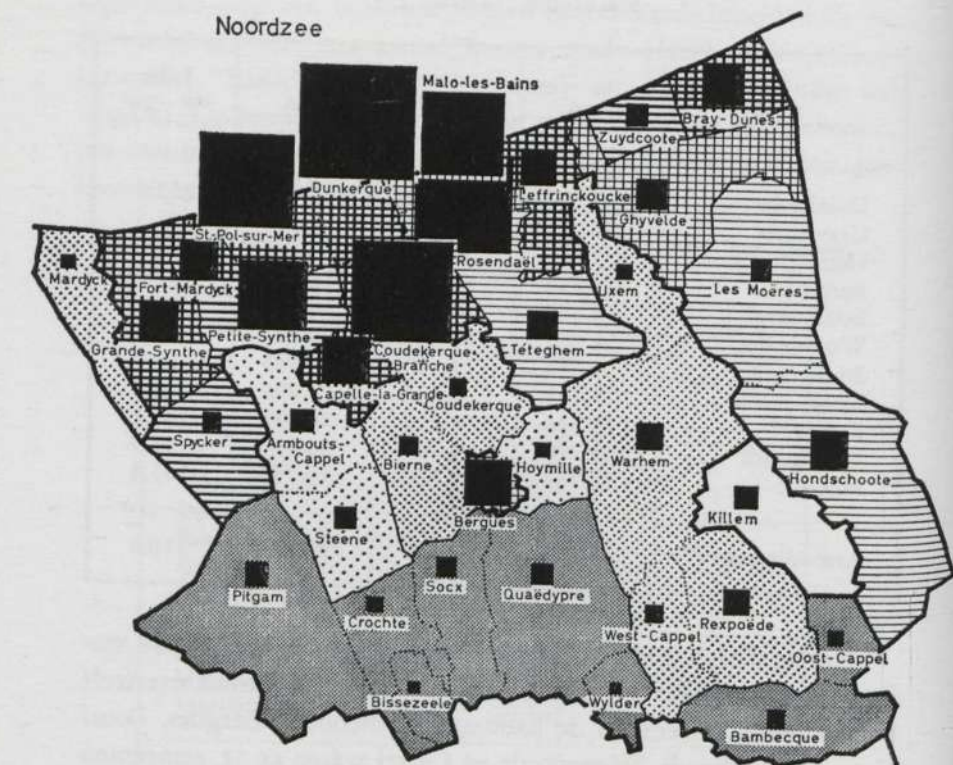 Noordzee
Malo-les-Bains
Bray-Dunes
Zuydcoote
Dunkerque
Leffrinckoucke
Ghyvelde
St-Pol-sur-Mer
Rosendaël
Mardyck
Fort-Mardyck
Uxem
Les Moëres
Petite-Synthe
Grande-Synthe
Coudekerque
Branche
Téteghem
Capelle-la-Grande
Coudekerque
Spycker
Armbouts-
Cappel
Bierne
Hoymille
Warhem
Hondschoote
Killem
Bergues
Steene
Pitgam
Socx
Quaëdypre
Crochte
West-Cappel
Rexpoëde
Oost-Cappel
Bissezeele
Wylder
Bambecque